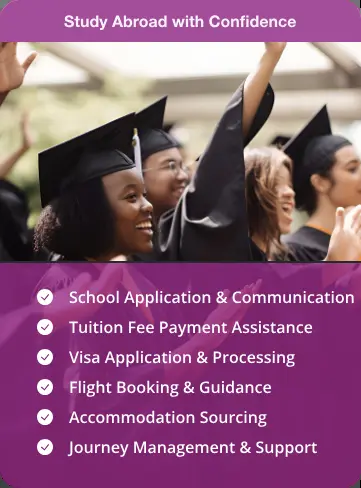 Study Abroad with Confidence
School Application & Communication
Tuition Fee Payment Assistance
Visa Application & Processing
Flight Booking & Guidance
Accommodation Sourcing
Journey Management & Support